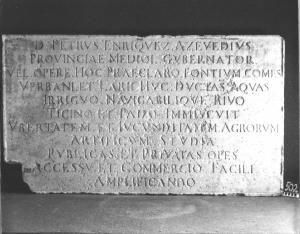 D. PETRVS ENRIQVEZ AZEVEDIVS
PROVINCIAE MEDIOL GVBERNATOR
VEL OPERE HOC PRAECLARO FONTIVM COMES
VERBANI ET LARII HVC DVCTAS AQVAS
IRRIGVO NAVIGABILIQVE RIVO
TICINO ET PADO IMMISCVIT
VBERTATEM ET IVCVNDITATEM AGRORVM
ARTIFICVM STVDIA
PVBLICAS ET PRIVATAS OPES
ACCESSV ET COMMERCIO FACILI
AMPLIFICANDO
502